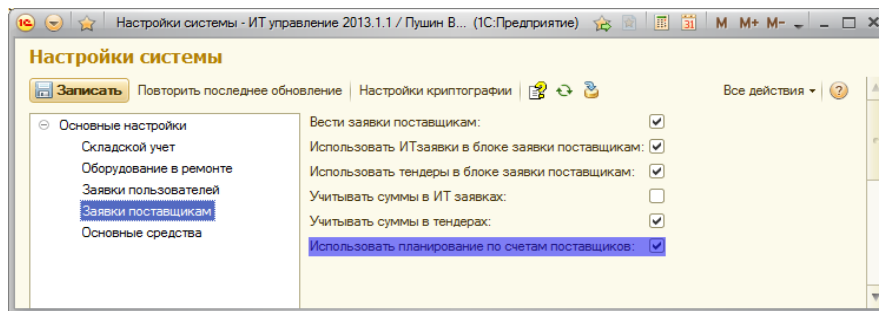 Настройки системы - ИТ управление 2013.1.1 / Пушин В... (1С:Предприятие) 31 M M+ M-
Настройки системы
Записать Повторить последнее обновление Настройки криптографии Все действия ?
Основные настройки
Складской учет
Оборудование в ремонте
Заявки пользователей
Заявки поставщикам
Основные средства
Вести заявки поставщикам:
Использовать ИТзаявки в блоке заявки поставщикам:
Использовать тендеры в блоке заявки поставщикам:
Учитывать суммы в ИТ заявках:
Учитывать суммы в тендерах:
Использовать планирование по счетам поставщиков: